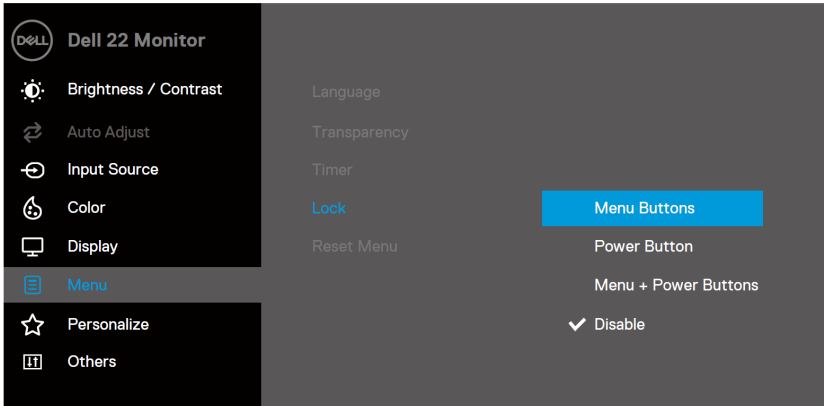 DELL
Dell 22 Monitor
Brightness / Contrast
Auto Adjust
Input Source
Color
Display
Menu
Personalize
Others
Language
Transparency
Timer
Lock
Reset Menu
Menu Buttons
Power Button
Menu + Power Buttons
Disable